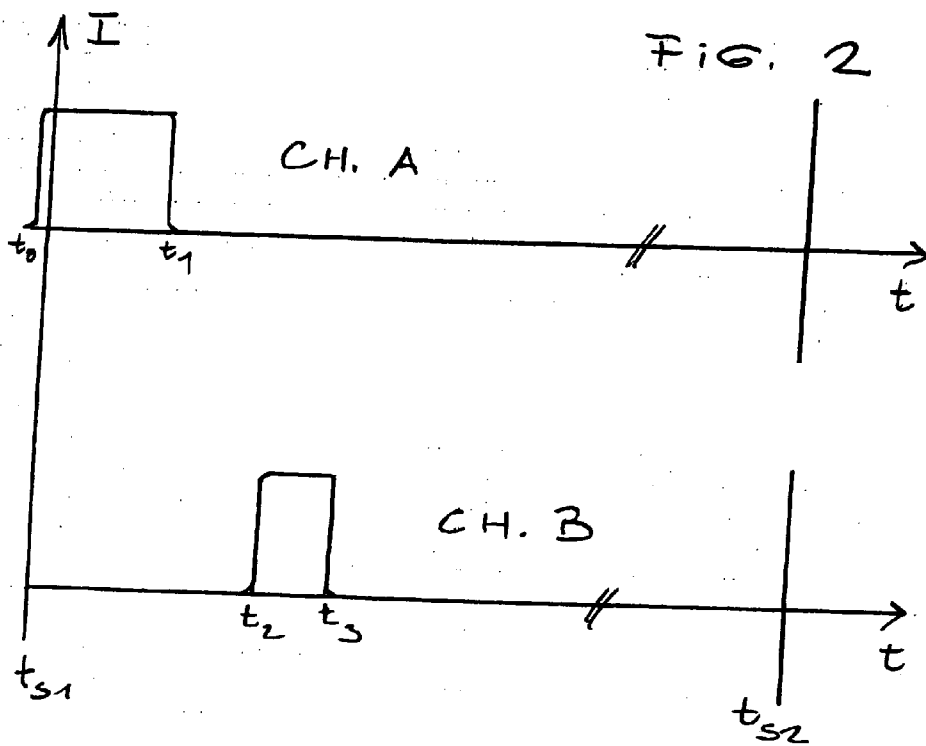 I
FiG. 2
CH. A
t₀
t₁
t
CH. B
t₂
t₃
t
tₛ₁
tₛ₂